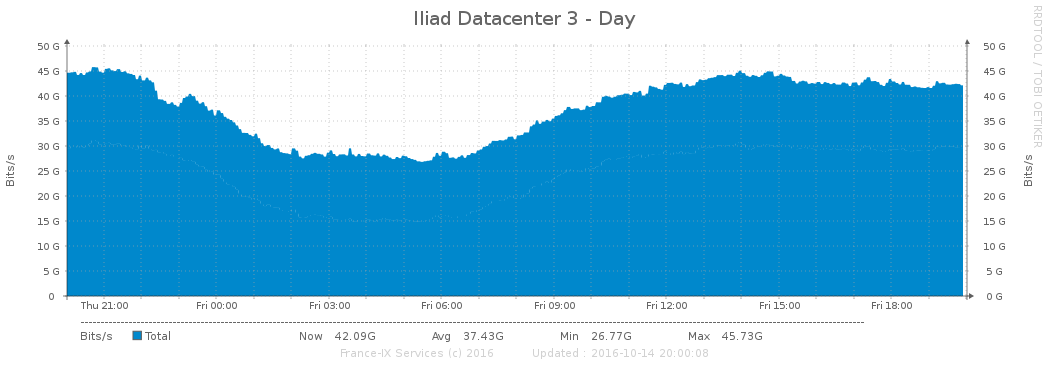 Iliad Datacenter 3 - Day
RRDTOOL / TOBI OETIKER
Bits/s
50 G
45 G
40 G
35 G
30 G
25 G
20 G
15 G
10 G
5 G
0
50 G
45 G
40 G
35 G
30 G
25 G
20 G
15 G
10 G
5 G
0 G
Bits/s
Thu 21:00 Fri 00:00 Fri 03:00 Fri 06:00 Fri 09:00 Fri 12:00 Fri 15:00 Fri 18:00
Bits/s Total Now 42.09G Avg 37.43G Min 26.77G Max 45.73G
France-IX Services (c) 2016 Updated : 2016-10-14 20:00:08